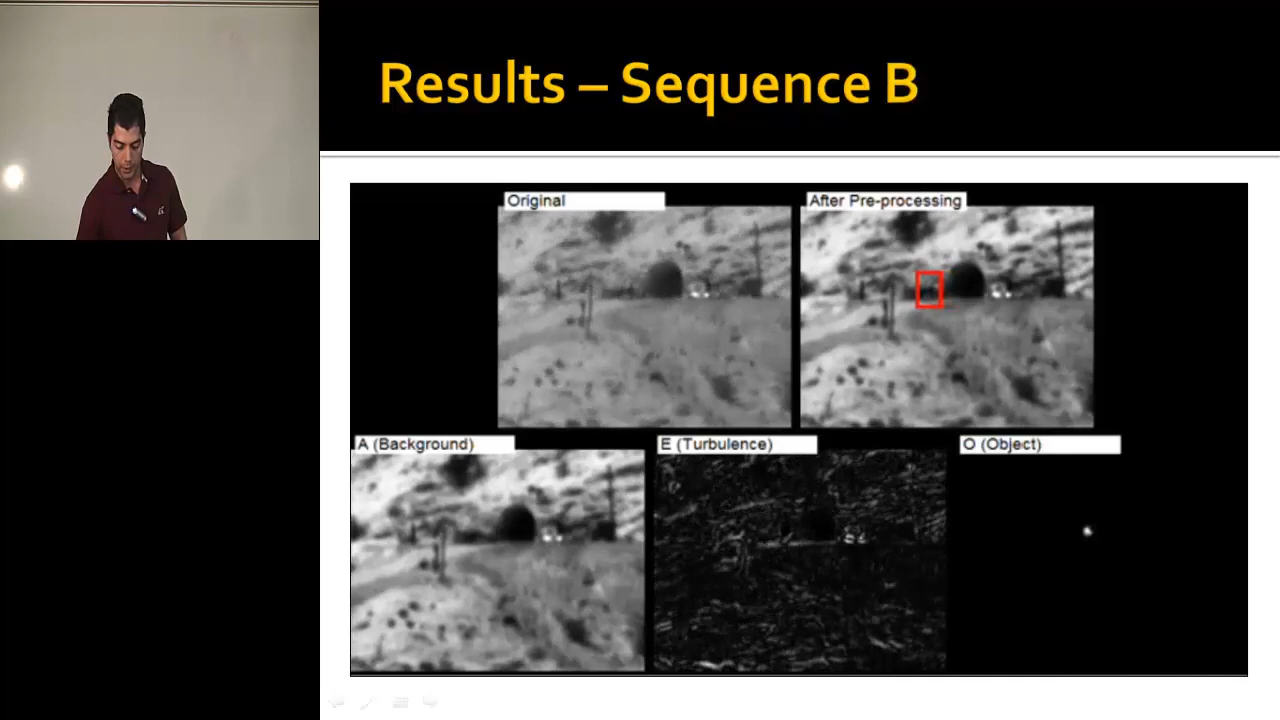 Results – Sequence B
Original
After Pre-processing
A (Background)
E (Turbulence)
O (Object)